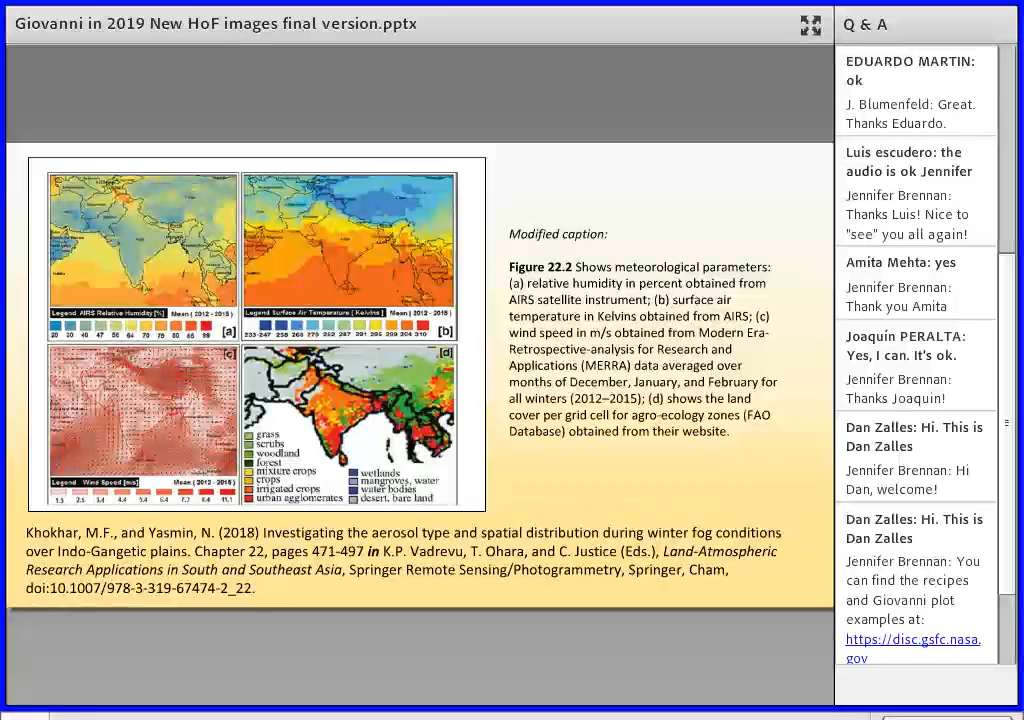 Giovanni in 2019 New HoF images final version.pptx
Legend AIRS Relative Humidity [%] Mean ( 2012 - 2015 )
[a]
Legend Surface Air Temperature [ Kelvins ] Mean ( 2012 - 2015 )
[b]
[c]
Legend Wind Speed [m/s] Mean ( 2012 - 2015 )
[d]
grass
scrubs
woodland
forest
mixture crops
crops
irrigated crops
urban agglomerates
wetlands
mangroves, water
water bodies
desert, bare land
Modified caption:
Figure 22.2 Shows meteorological parameters:
(a) relative humidity in percent obtained from
AIRS satellite instrument; (b) surface air
temperature in Kelvins obtained from AIRS; (c)
wind speed in m/s obtained from Modern Era-
Retrospective-analysis for Research and
Applications (MERRA) data averaged over
months of December, January, and February for
all winters (2012–2015); (d) shows the land
cover per grid cell for agro-ecology zones (FAO
Database) obtained from their website.
Khokhar, M.F., and Yasmin, N. (2018) Investigating the aerosol type and spatial distribution during winter fog conditions
over Indo-Gangetic plains. Chapter 22, pages 471-497 in K.P. Vadrevu, T. Ohara, and C. Justice (Eds.), Land-Atmospheric
Research Applications in South and Southeast Asia, Springer Remote Sensing/Photogrammetry, Springer, Cham,
doi:10.1007/978-3-319-67474-2_22.
Q & A
EDUARDO MARTIN:
ok
J. Blumenfeld: Great.
Thanks Eduardo.
Luis escudero: the
audio is ok Jennifer
Jennifer Brennan:
Thanks Luis! Nice to
"see" you all again!
Amita Mehta: yes
Jennifer Brennan:
Thank you Amita
Joaquín PERALTA:
Yes, I can. It's ok.
Jennifer Brennan:
Thanks Joaquin!
Dan Zalles: Hi. This is
Dan Zalles
Jennifer Brennan: Hi
Dan, welcome!
Dan Zalles: Hi. This is
Dan Zalles
Jennifer Brennan: You
can find the recipes
and Giovanni plot
examples at:
https://disc.gsfc.nasa.
gov